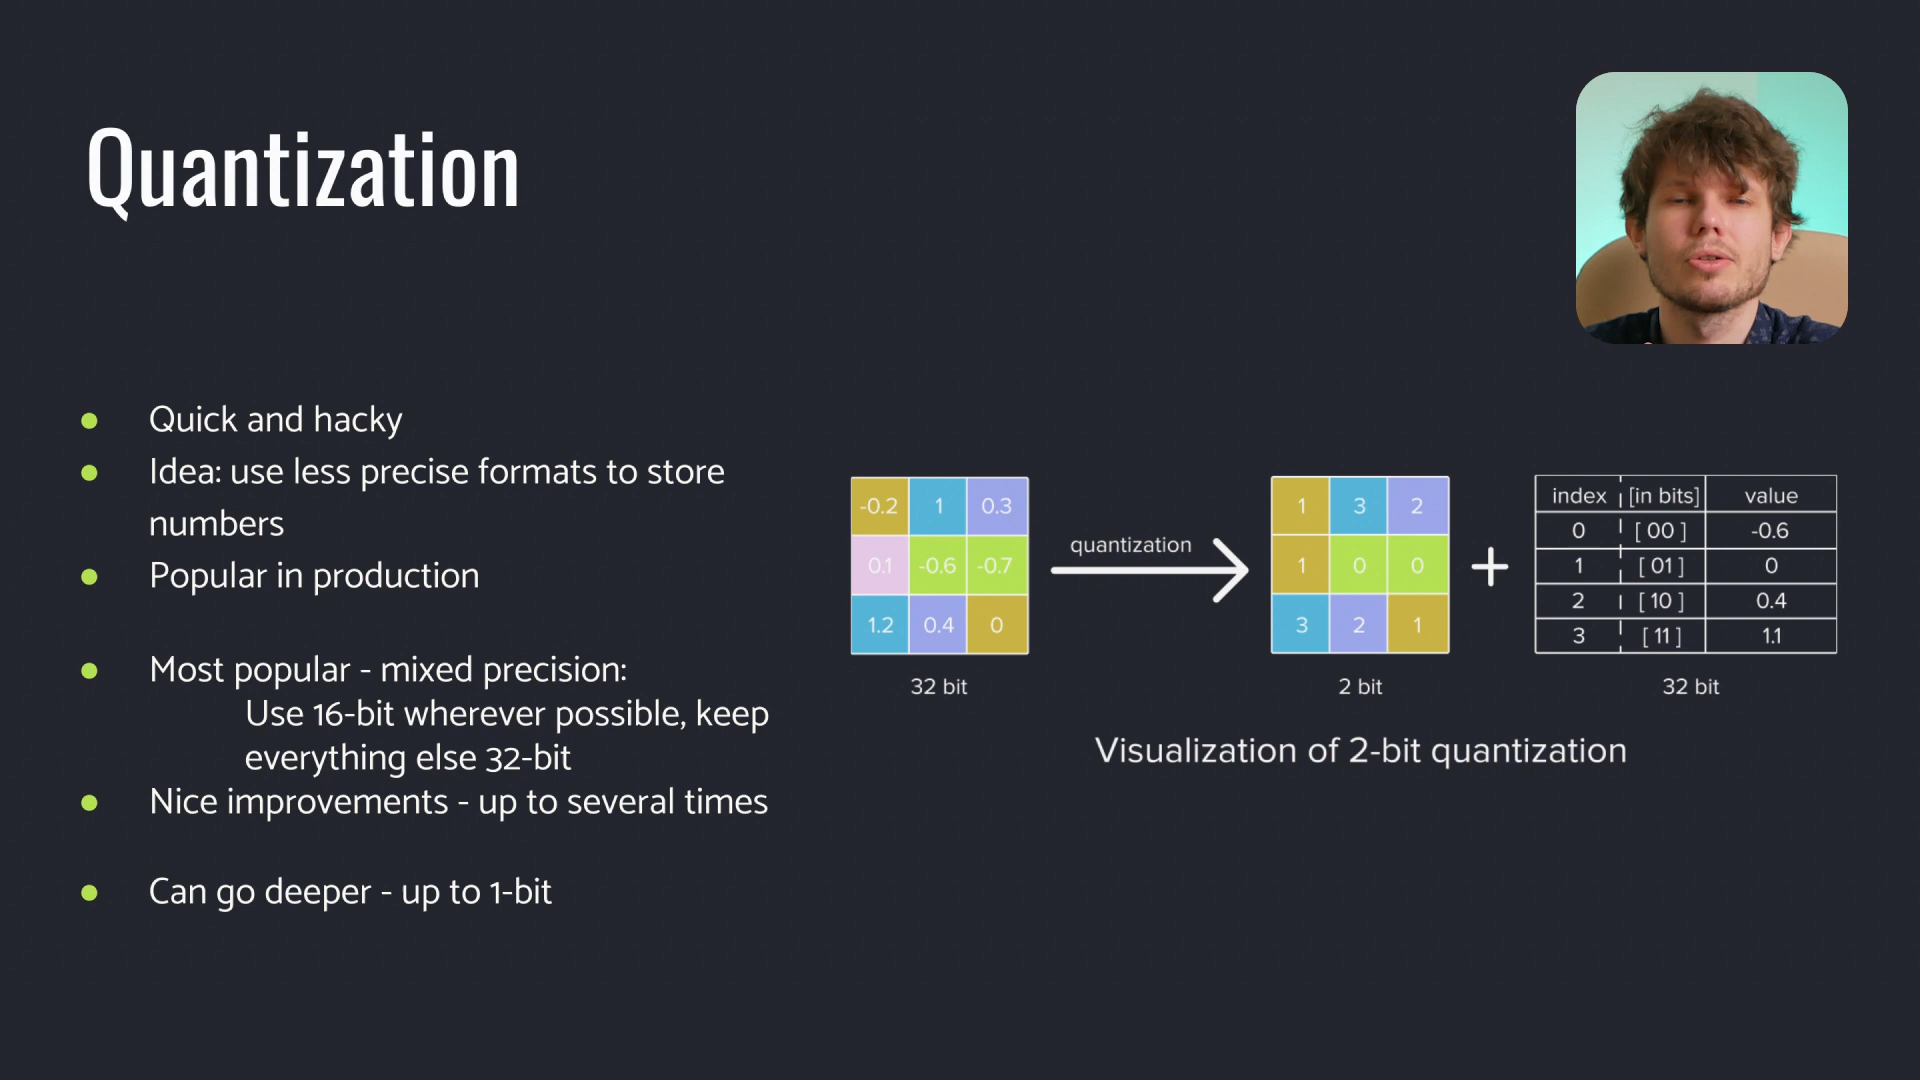 Quantization
Quick and hacky
Idea: use less precise formats to store
numbers
Popular in production
Most popular - mixed precision:
Use 16-bit wherever possible, keep
everything else 32-bit
Nice improvements - up to several times
Can go deeper - up to 1-bit
-0.2 1 0.3
0.1 -0.6 -0.7
1.2 0.4 0
32 bit
quantization
1 3 2
1 0 0
3 2 1
2 bit
+
index [in bits] value
0 [ 00 ] -0.6
1 [ 01 ] 0
2 [ 10 ] 0.4
3 [ 11 ] 1.1
32 bit
Visualization of 2-bit quantization